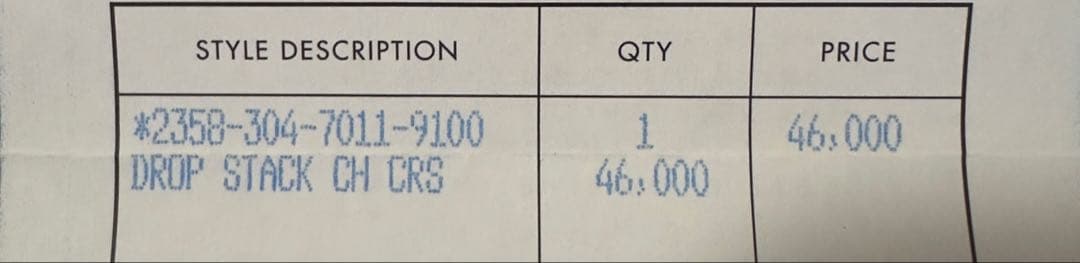 STYLE DESCRIPTION QTY PRICE
*2358-304-7011-9100 1 46,000
DROP STACK CH CRS 46,000